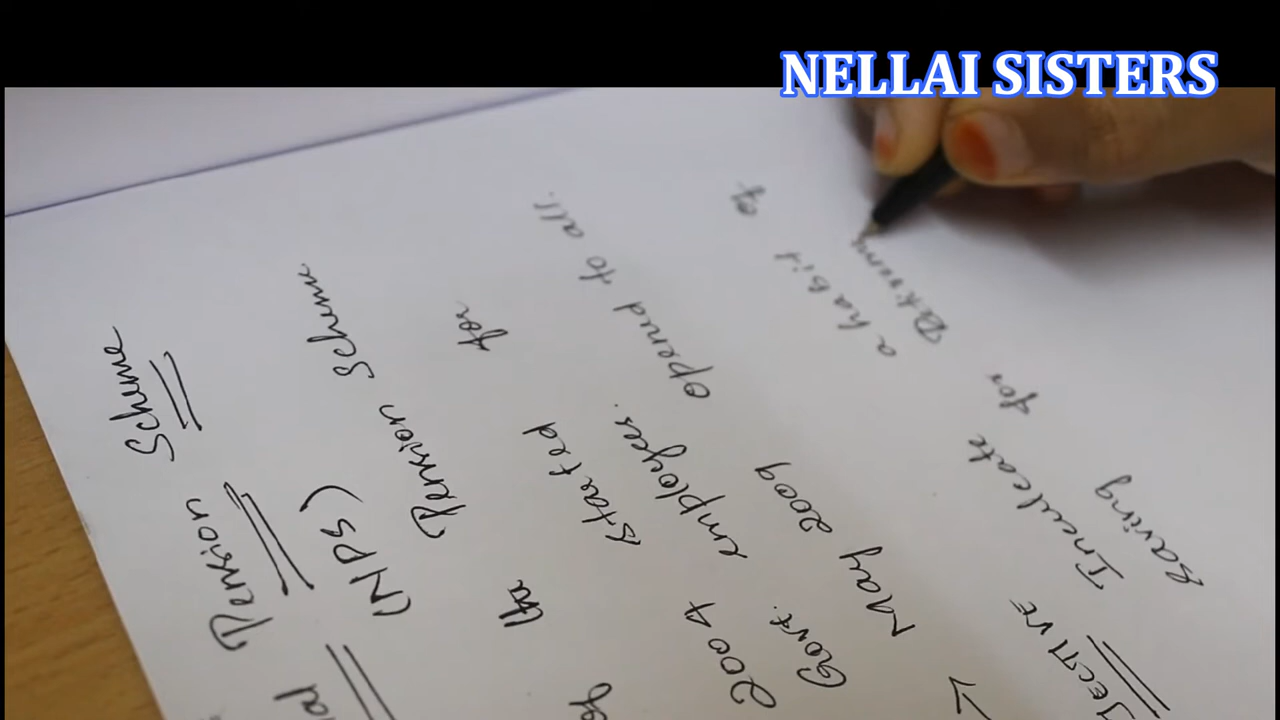 Pension Scheme
(NPS)
the Pension Scheme
2004 started for
Govt. employees.
→ May 2009 opened to all.
Inculcate a habit of
saving for
NELLAI SISTERS